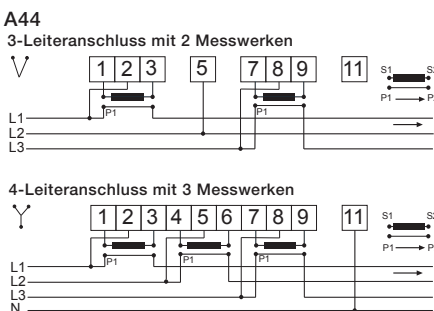 A44
3-Leiteranschluss mit 2 Messwerken
1 2 3 5 7 8 9 11
S1 S
P1 P
P1
L1
L2
L3
4-Leiteranschluss mit 3 Messwerken
1 2 3 4 5 6 7 8 9 11
S1 S
P1 P
P1 P1 P1
L1
L2
L3
N